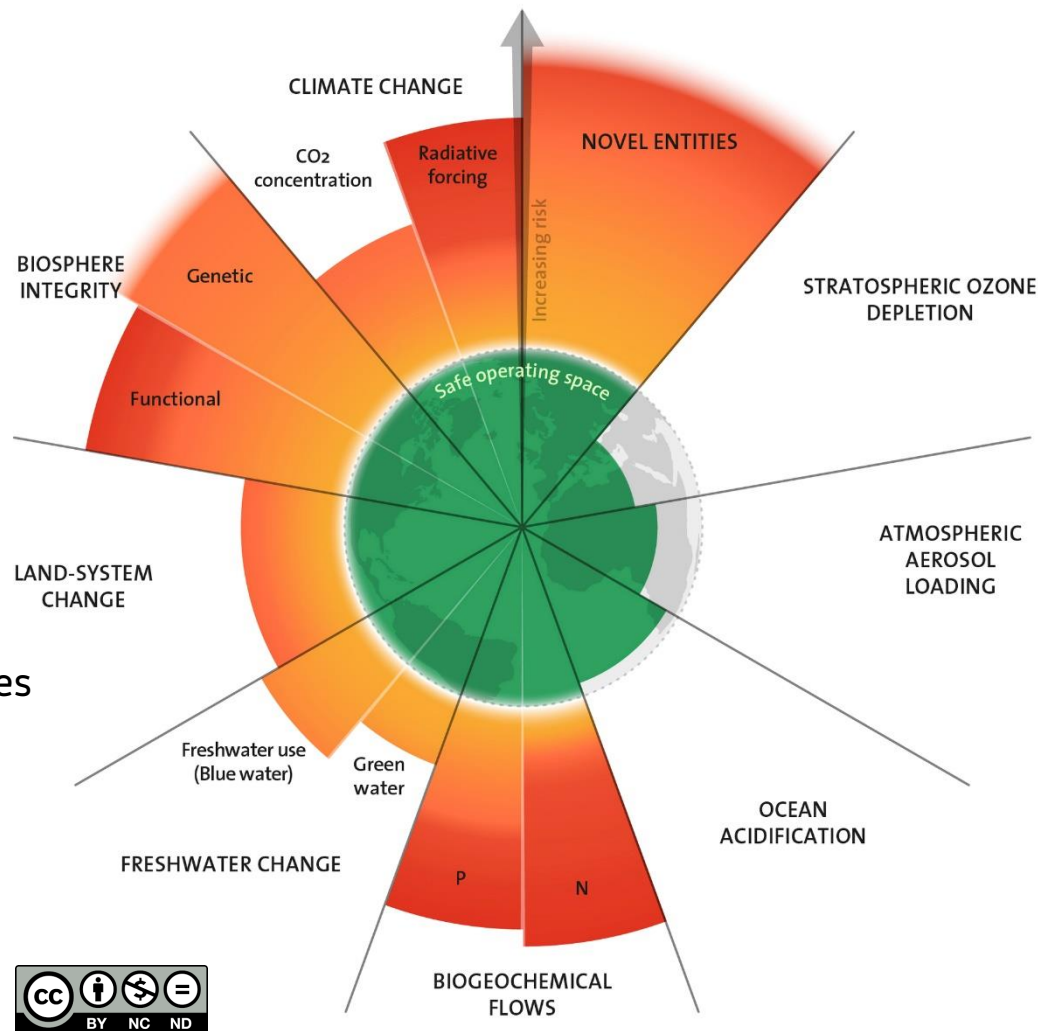 CLIMATE CHANGE
CO2
concentration
Radiative
forcing
NOVEL ENTITIES
Increasing risk
STRATOSPHERIC OZONE
DEPLETION
BIOSPHERE
INTEGRITY
Genetic
Functional
Safe operating space
ATMOSPHERIC
AEROSOL
LOADING
LAND-SYSTEM
CHANGE
es
Freshwater use
(Blue water)
Green
water
FRESHWATER CHANGE
OCEAN
ACIDIFICATION
P
N
BIOGEOCHEMICAL
FLOWS
cc
BY NC ND